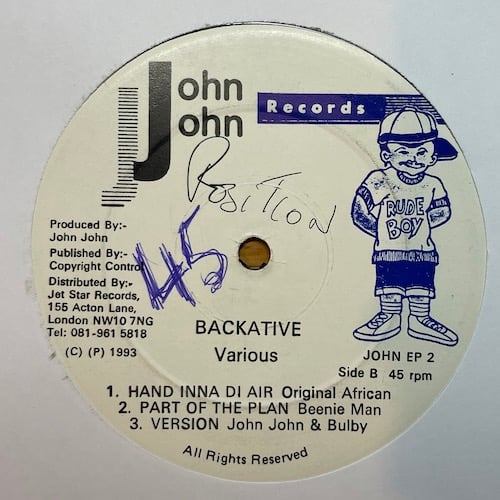 John
John
Records
POSITION
45
RUDE
BOY
Produced By:-
John John
Published By:-
Copyright Control
Distributed By:-
Jet Star Records,
155 Acton Lane,
London NW10 7NG
Tel: 081-961 5818
(C) (P) 1993
BACKATIVE
Various
JOHN EP 2
Side B 45 rpm
1. HAND INNA DI AIR Original African
2. PART OF THE PLAN Beenie Man
3. VERSION John John & Bulby
All Rights Reserved